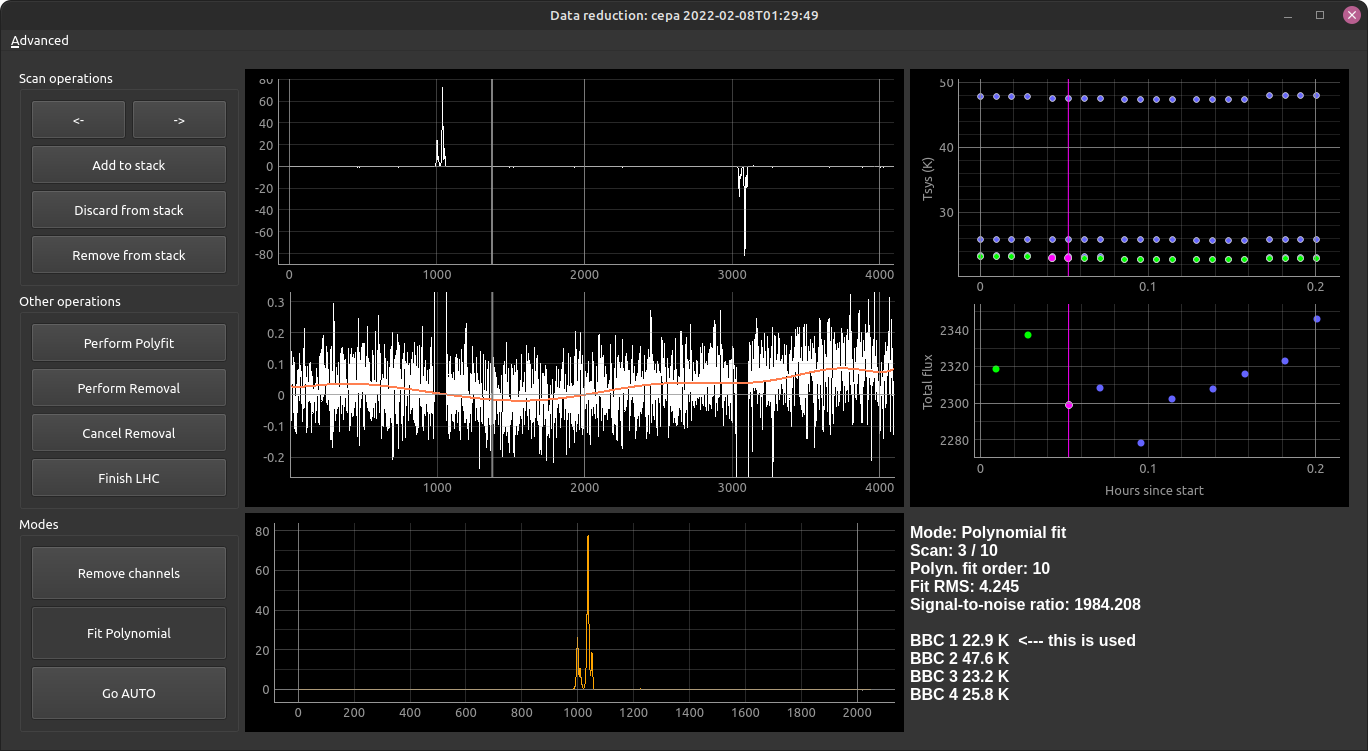 Data reduction: cepa 2022-02-08T01:29:49
Advanced
Scan operations
<-
->
Add to stack
Discard from stack
Remove from stack
Other operations
Perform Polyfit
Perform Removal
Cancel Removal
Finish LHC
Modes
Remove channels
Fit Polynomial
Go AUTO
80
60
40
20
0
-20
-40
-60
-80
0 1000 2000 3000 4000
0.3
0.2
0.1
0
-0.1
-0.2
1000 2000 3000 4000
80
60
40
20
0
0 200 400 600 800 1000 1200 1400 1600 1800 2000
50
40
30
Tsys (K)
0 0.1 0.2
2340
2320
2300
2280
Total flux
0 0.1 0.2
Hours since start
Mode: Polynomial fit
Scan: 3 / 10
Polyn. fit order: 10
Fit RMS: 4.245
Signal-to-noise ratio: 1984.208
BBC 1 22.9 K <--- this is used
BBC 2 47.6 K
BBC 3 23.2 K
BBC 4 25.8 K